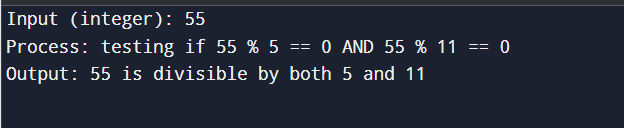 Input (integer): 55
Process: testing if 55 % 5 == 0 AND 55 % 11 == 0
Output: 55 is divisible by both 5 and 11